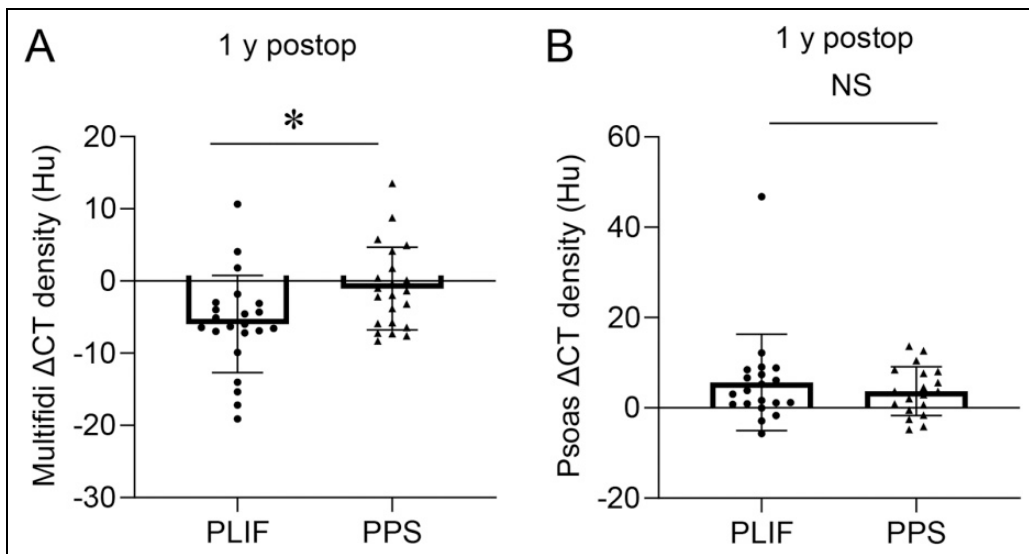 A
1 y postop
*
Multifidi ΔCT density (Hu)
20
10
0
-10
-20
-30
PLIF PPS
B
1 y postop
NS
Psoas ΔCT density (Hu)
60
40
20
0
-20
PLIF PPS